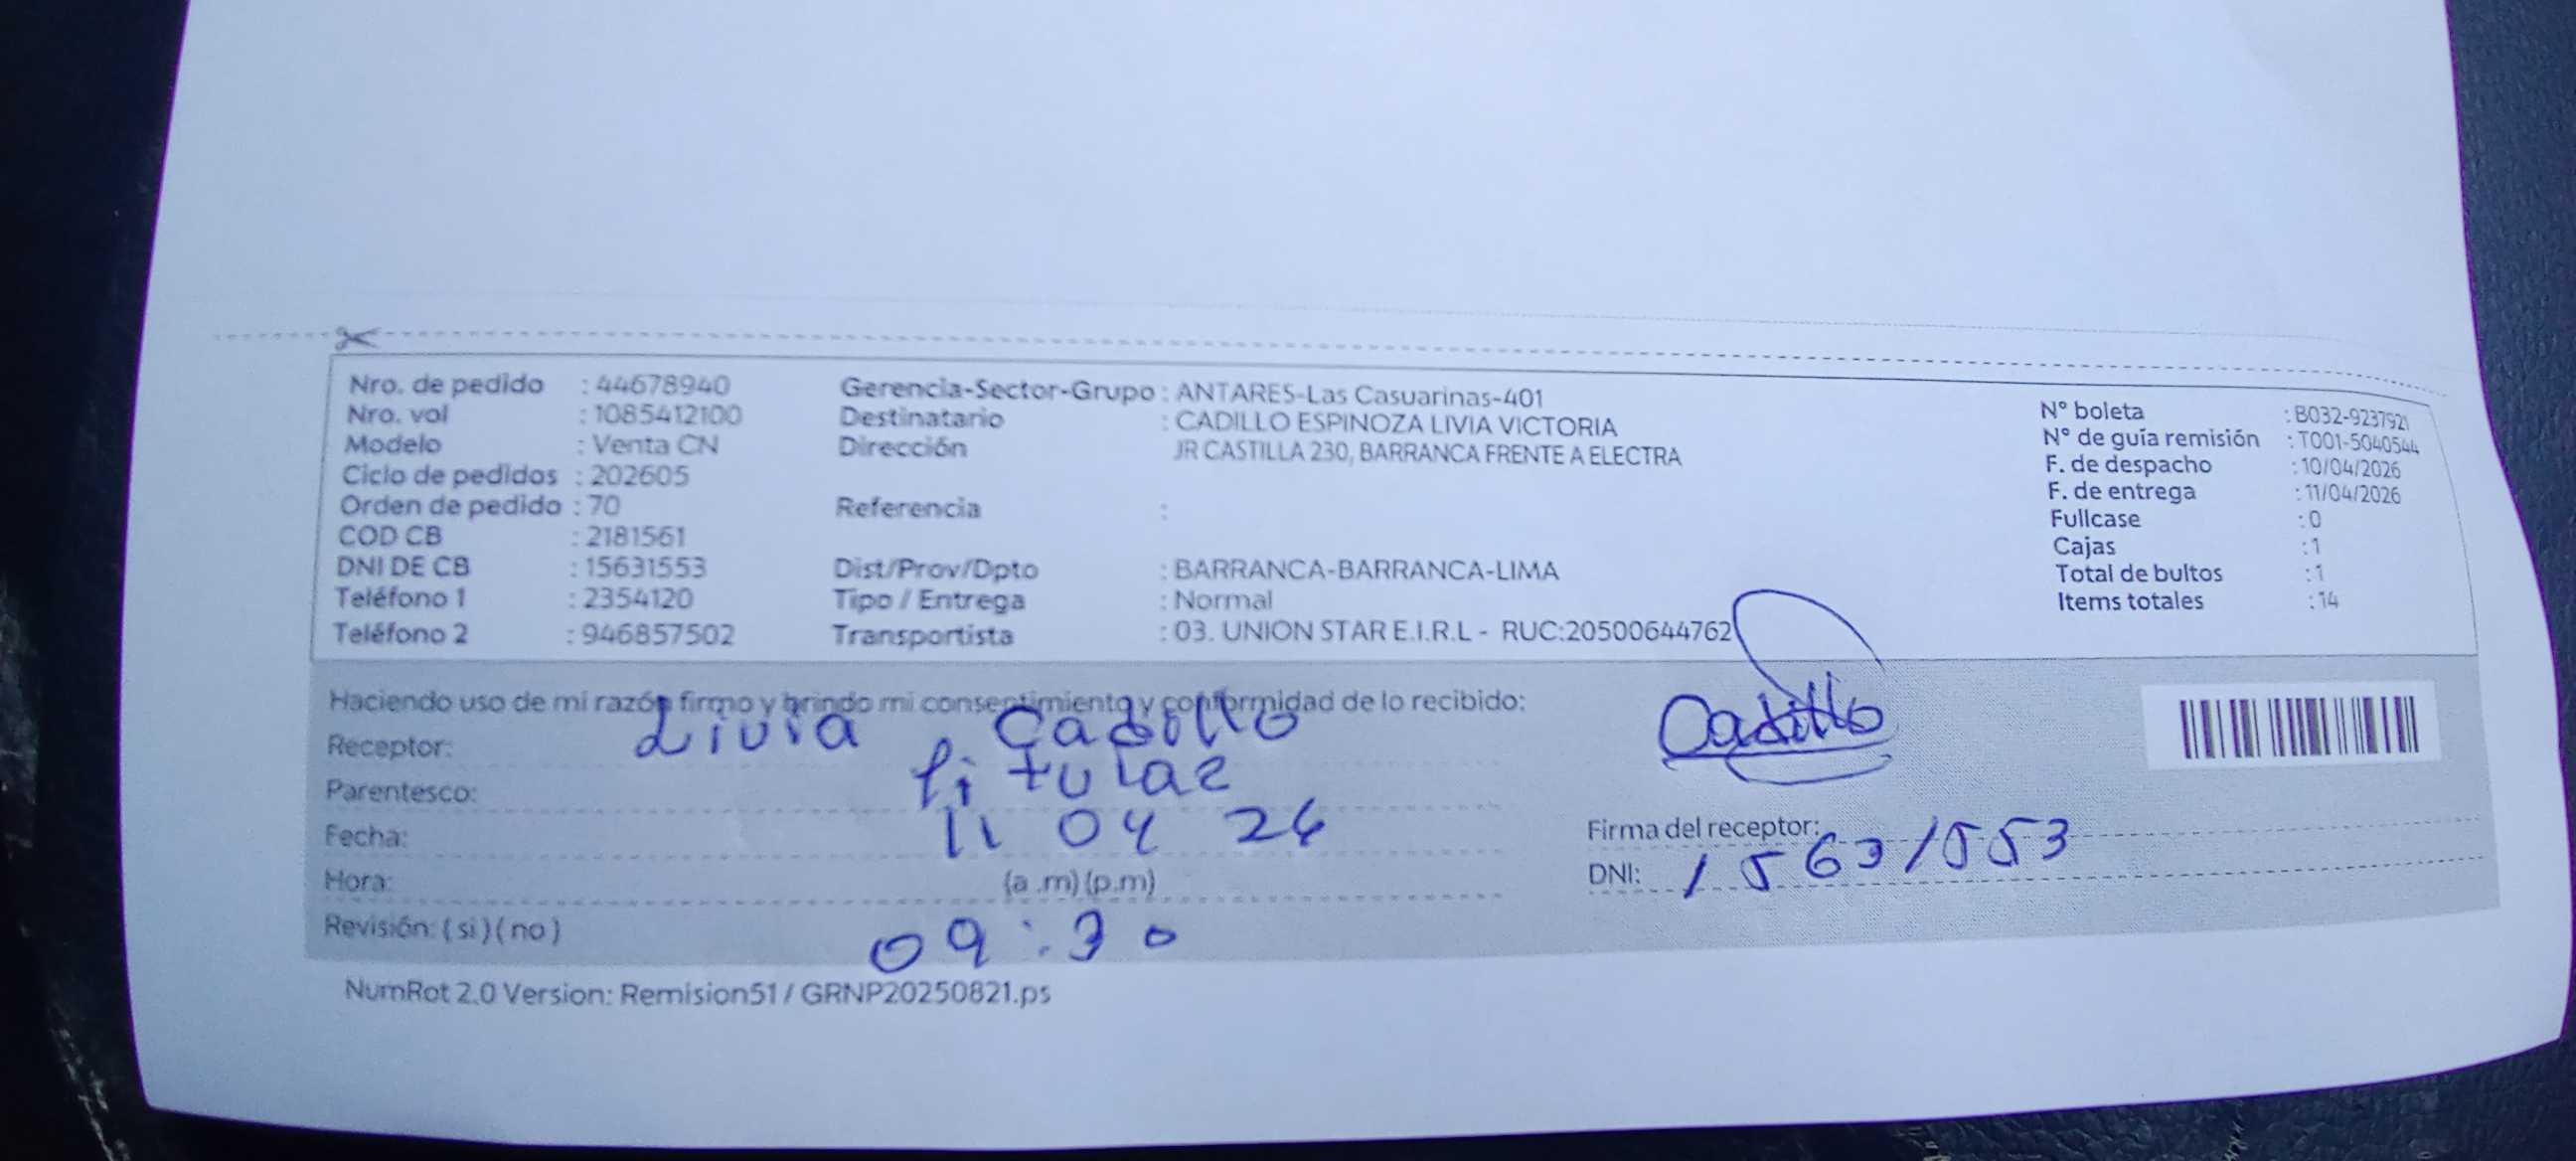 Nro. de pedido : 44678940
Nro. vol : 1085412100
Modelo : Venta CN
Ciclo de pedidos : 202605
Orden de pedido : 70
COD CB : 2181561
DNI DE CB : 15631553
Teléfono 1 : 2354120
Teléfono 2 : 946857502
Gerencia-Sector-Grupo : ANTARES-Las Casuarinas-401
Destinatario : CADILLO ESPINOZA LIVIA VICTORIA
Dirección JR CASTILLA 230, BARRANCA FRENTE A ELECTRA
Referencia :
Dist/Prov/Dpto : BARRANCA-BARRANCA-LIMA
Tipo / Entrega : Normal
Transportista : 03. UNION STAR E.I.R.L - RUC:20500644762
N° boleta : B032-9237921
N° de guía remisión : T001-5040544
F. de despacho : 10/04/2026
F. de entrega : 11/04/2026
Fullcase : 0
Cajas : 1
Total de bultos : 1
Items totales : 14
Haciendo uso de mi razón firmo y brindo mi consentimiento y conformidad de lo recibido:
Receptor: Livia Cadillo
Parentesco: titular
Fecha: 11 04 26
Hora: (a .m) (p.m)
Revisión: ( si ) ( no ) 09:30
Cadillo
Firma del receptor:
DNI: 15631553
NumRot 2.0 Version: Remision51 / GRNP20250821.ps